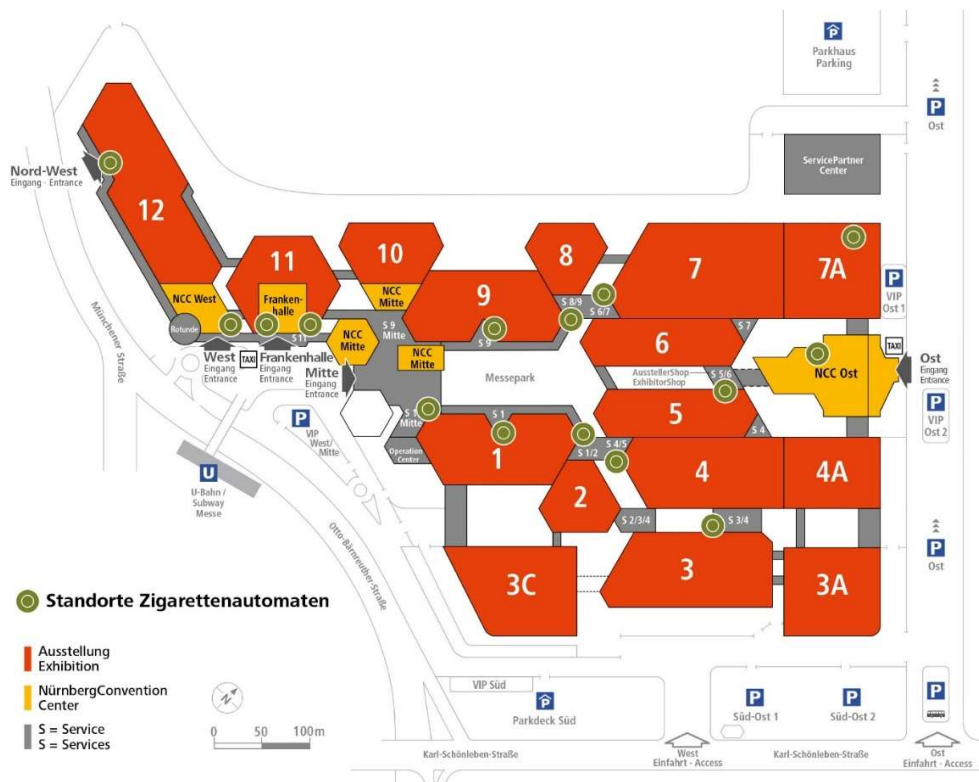 P
Parkhaus
Parking
P
Ost
ServicePartner
Center
Nord-West
Eingang - Entrance
12
11
10
9
8
7
7A
P
VIP
Ost 1
NCC West
Franken-
halle
NCC
Mitte
S 8/9
S 6/7
Rotunde
S 11
S 9
Mitte
NCC
Mitte
NCC
Mitte
S 9
6
S 7
TAXI
NCC Ost
Ost
Eingang
Entrance
West
Eingang
Entrance
TAXI
Frankenhalle
Eingang
Entrance
Mitte
Eingang
Entrance
Messepark
AusstellerShop
ExhibitorShop
S 5/6
5
S 4
P
VIP
Ost 2
Münchener Straße
P
VIP
West/
Mitte
S 1
Mitte
S 1
Operation
Center
1
S 1/2
S 4/5
2
4
4A
U
U-Bahn /
Subway
Messe
Otto-Bärnreuther-Straße
S 2/3/4
S 3/4
3C
3
3A
P
Ost
Standorte Zigarettenautomaten
Ausstellung
Exhibition
NürnbergConvention
Center
S = Service
S = Services
N
0 50 100 m
VIP Süd
P
Parkdeck Süd
P
Süd-Ost 1
P
Süd-Ost 2
P
Karl-Schönleben-Straße
West
Einfahrt - Access
Karl-Schönleben-Straße
Ost
Einfahrt - Access